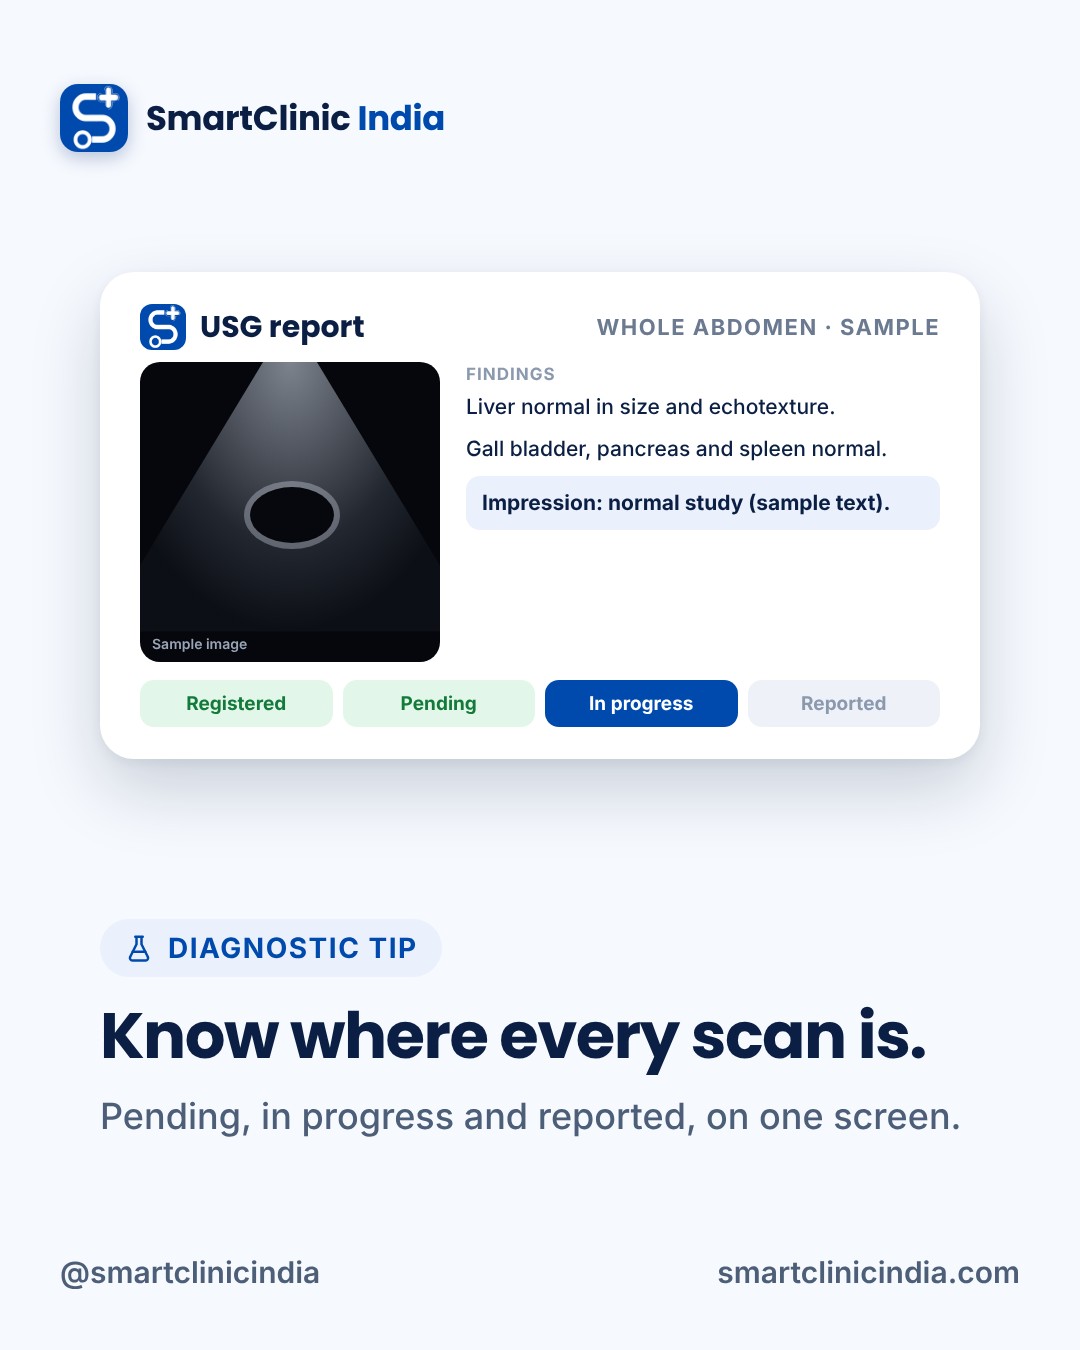 SmartClinic India
USG report
WHOLE ABDOMEN · SAMPLE
FINDINGS
Liver normal in size and echotexture.
Gall bladder, pancreas and spleen normal.
Impression: normal study (sample text).
Sample image
Registered
Pending
In progress
Reported
DIAGNOSTIC TIP
Know where every scan is.
Pending, in progress and reported, on one screen.
@smartclinicindia
smartclinicindia.com